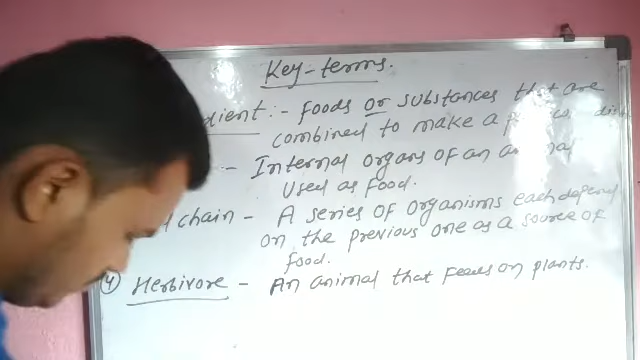 Key-terms.
dient :- Foods or substances that are
combined to make a
- Internal organs of an animal
used as food.
chain - A series of organisms each depend
on the previous one as a source of
food.
④ Herbivore - An animal that feeds on plants.